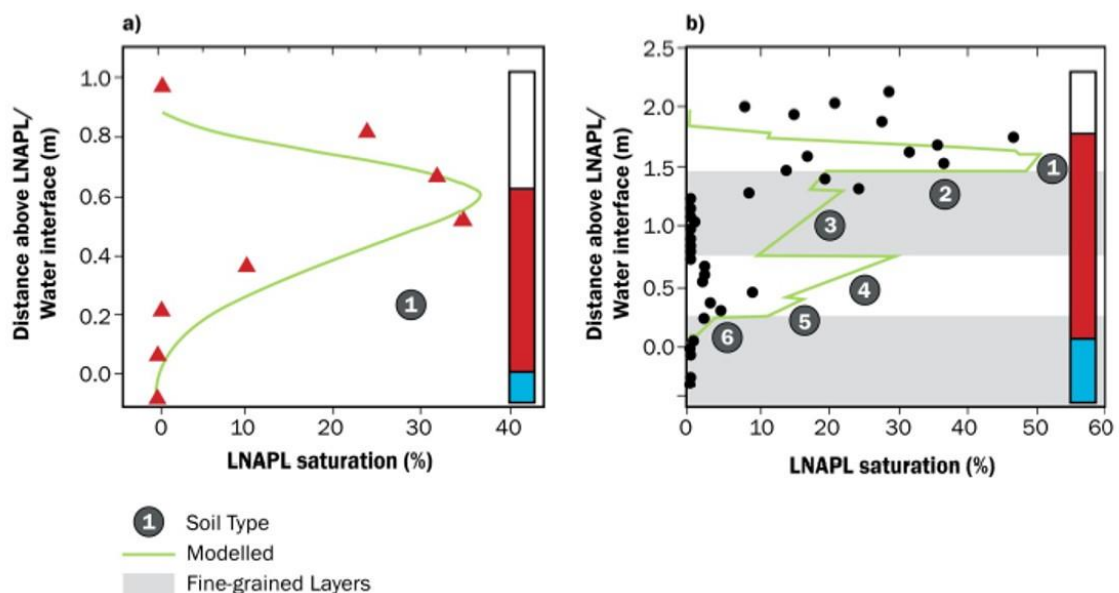 a)
Distance above LNAPL/
Water interface (m)
1.0
0.8
0.6
0.4
0.2
0.0
1
0
10
20
30
40
LNAPL saturation (%)
b)
Distance above LNAPL/
Water interface (m)
2.5
2.0
1.5
1.0
0.5
0.0
1
2
3
4
5
6
0
10
20
30
40
50
60
LNAPL saturation (%)
1 Soil Type
Modelled
Fine-grained Layers